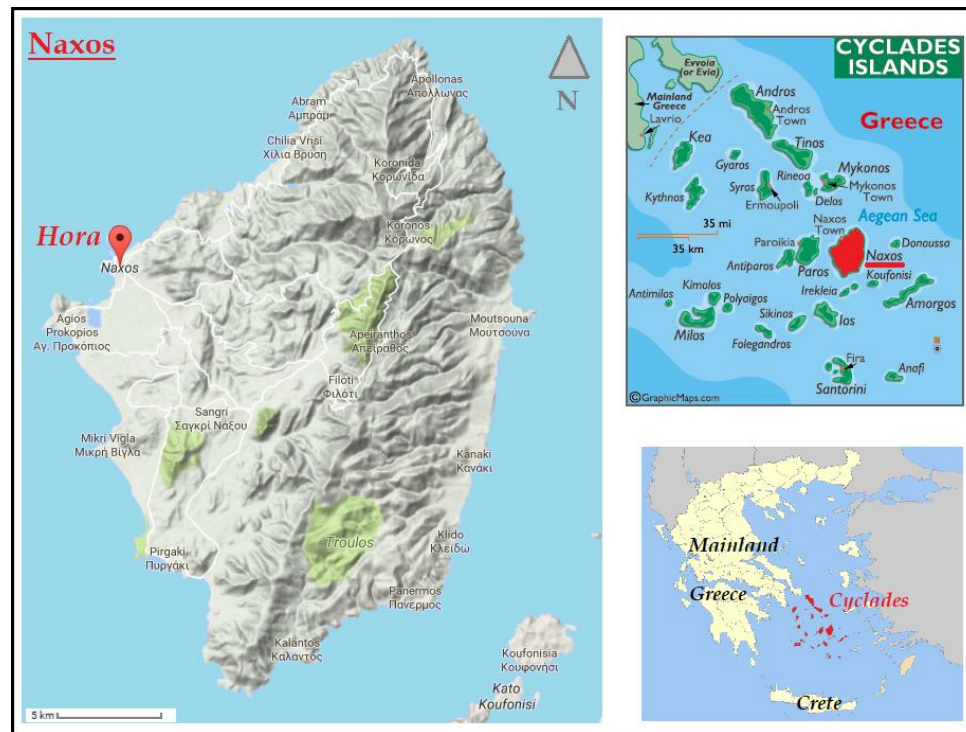 Naxos
N
Apollonas
Απόλλωνας
Abram
Αμπράμ
Chilia Vrisi
Χίλια Βρύση
Koronida
Κορωνίδα
Koronos
Κόρωνος
Hora
Naxos
Agios
Prokopios
Αγ. Προκόπιος
Apeiranthos
Απείραθος
Moutsouna
Μουτσούνα
Filoti
Φιλότι
Sangri
Σαγκρί Νάξου
Mikri Vigla
Μικρή Βίγλα
Kanaki
Κανάκι
Troulos
Klido
Κλειδώ
Pirgaki
Πυργάκι
Panermos
Πάνερμος
Kalantos
Καλαντός
Koufonisia
Κουφονήσι
Kato
Koufonisi
5 km
CYCLADES
ISLANDS
Evvoia
(or Evia)
Mainland
Greece
Lavrio
Andros
Andros
Town
Greece
Kea
Tinos
Gyaros
Rineoa
Mykonos
Mykonos
Town
Kythnos
Syros
Delos
Ermoupoli
Aegean Sea
35 mi
35 km
Naxos
Town
Paroikia
Donoussa
Naxos
Antiparos
Paros
Koufonisi
Irekleia
Kimolos
Antimilos
Polyaigos
Amorgos
Sikinos
Milos
Ios
Folegandros
Fira
Anafi
Santorini
©GraphicMaps.com
Mainland
Greece
Cyclades
Crete